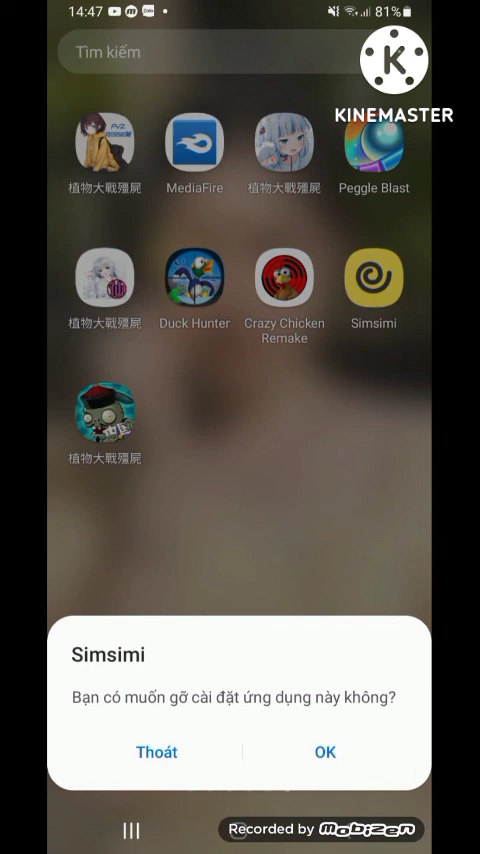 14:47
Zalo
81%
Tìm kiếm
K
KINEMASTER
PVZ
植物大戰殭屍
MediaFire
植物大戰殭屍
Peggle Blast
植物大戰殭屍
Duck Hunter
Crazy Chicken
Remake
Simsimi
植物大戰殭屍
Simsimi
Bạn có muốn gỡ cài đặt ứng dụng này không?
Thoát
OK
Recorded by Mobizen